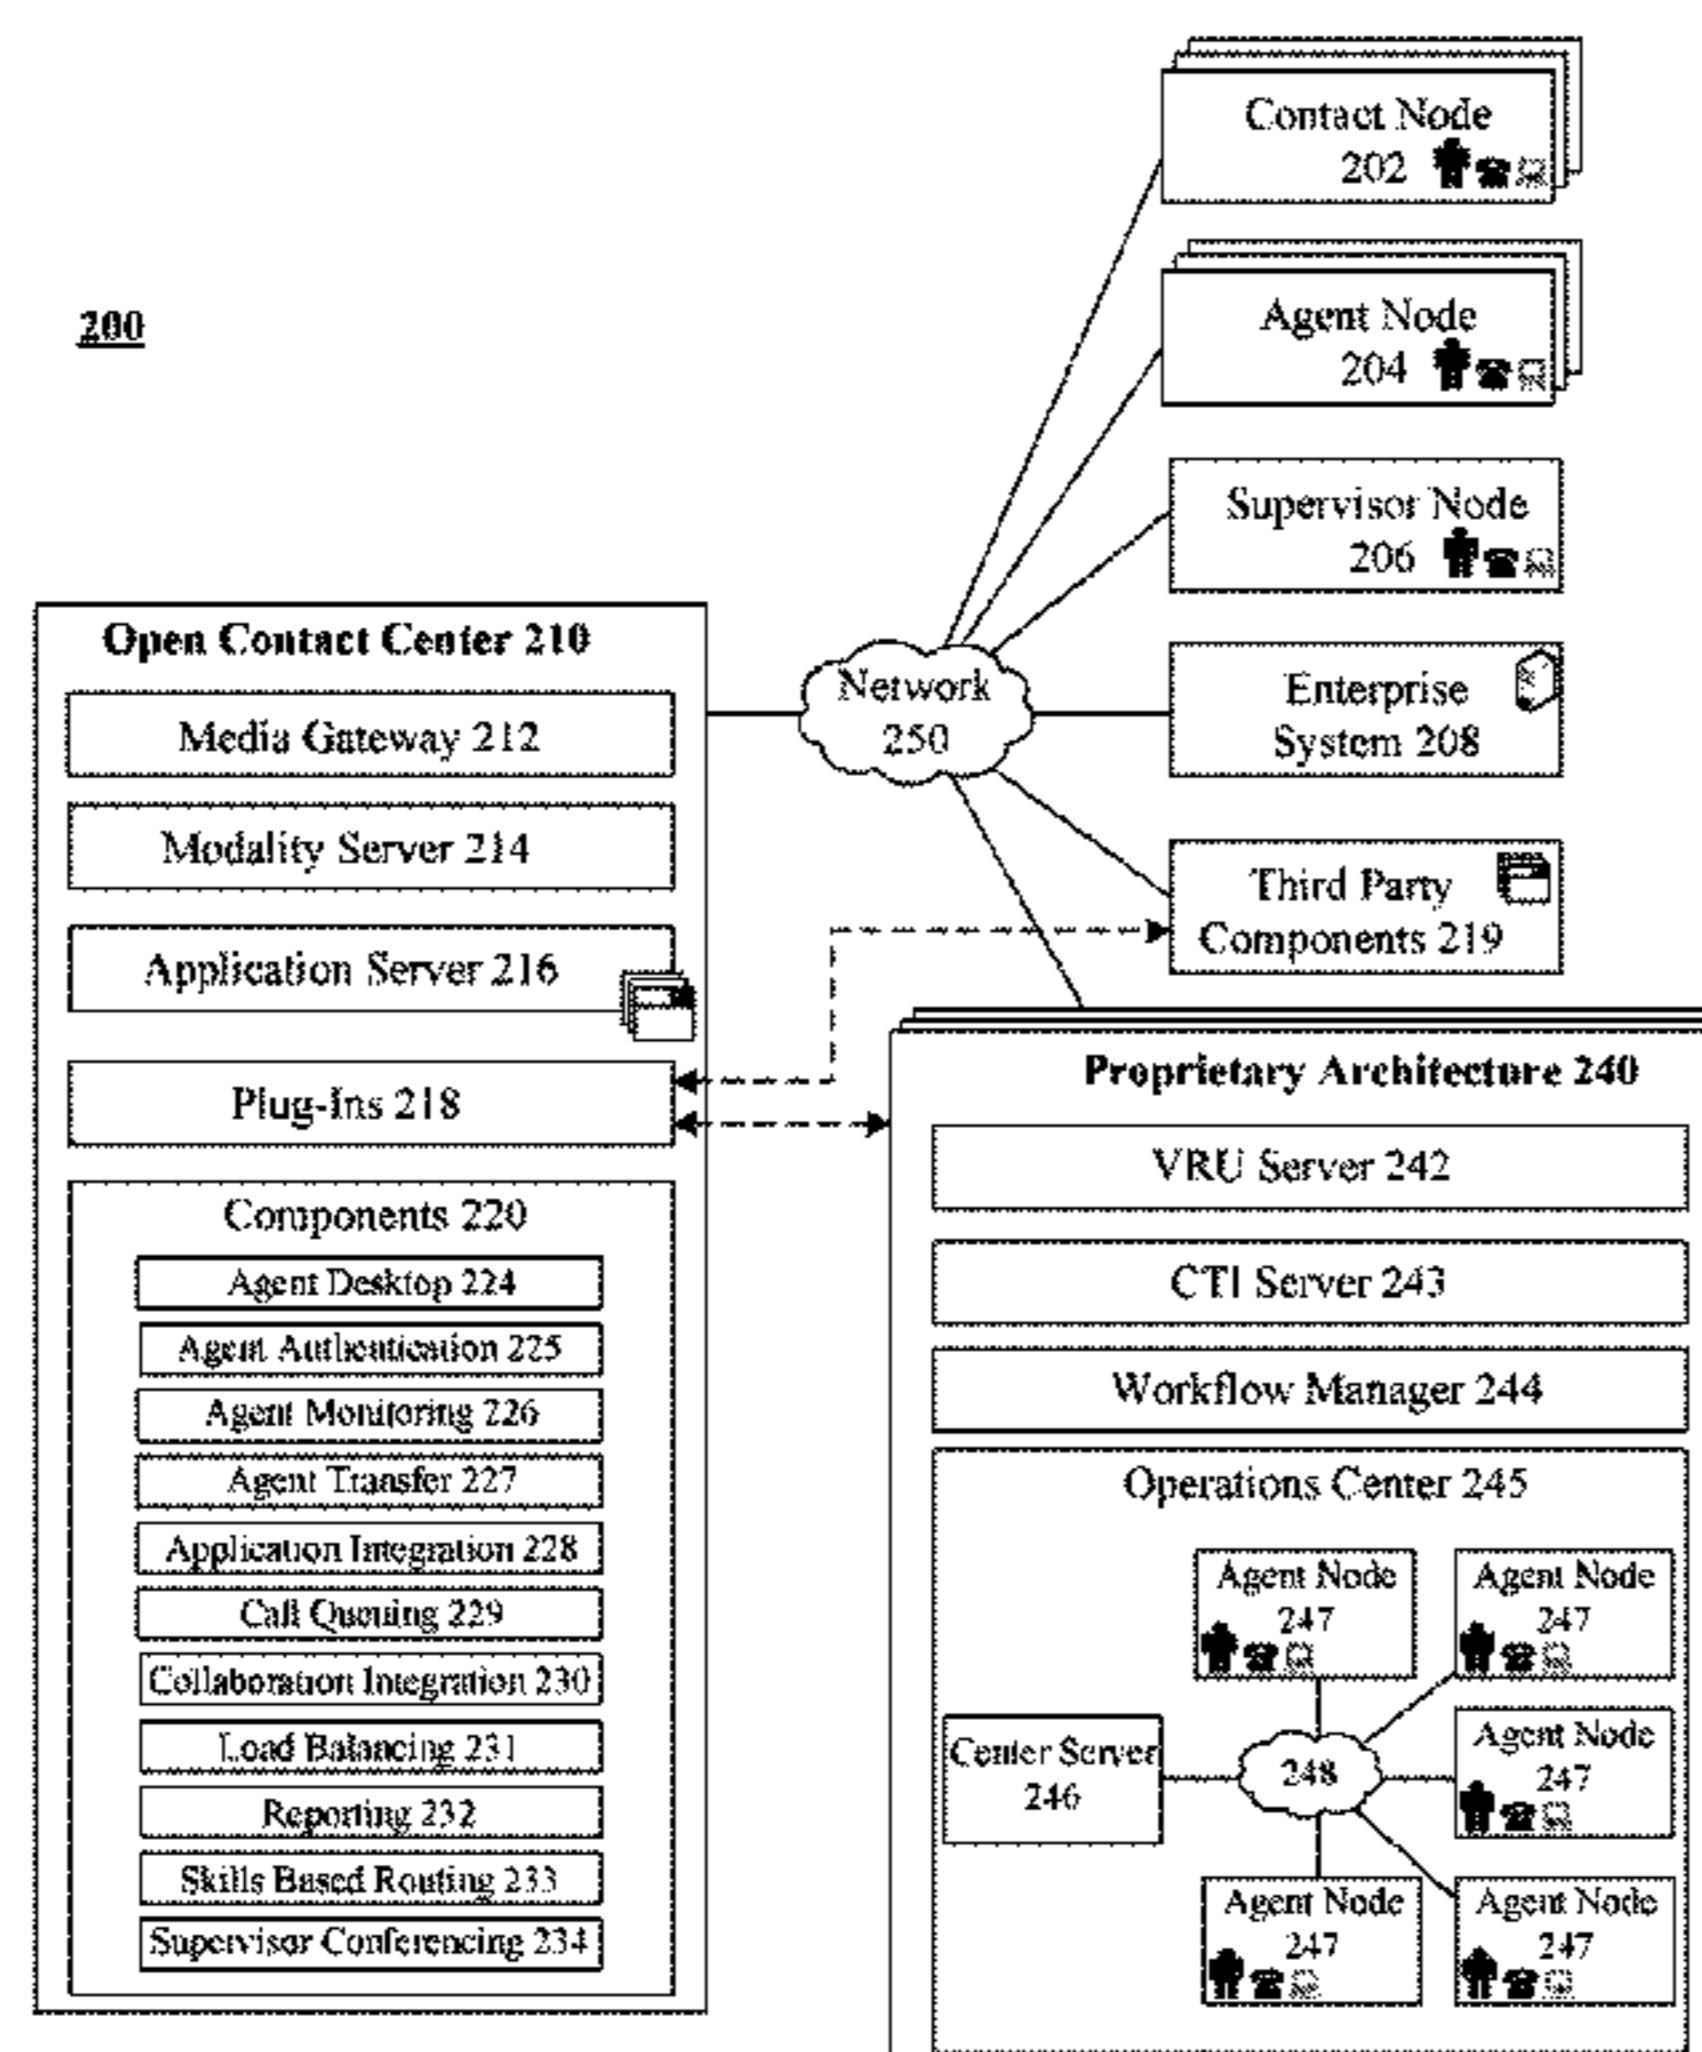 200
Contact Node
202
Agent Node
204
Supervisor Node
206
Enterprise
System 208
Third Party
Components 219
Network
250
Open Contact Center 210
Media Gateway 212
Modality Server 214
Application Server 216
Plug-Ins 218
Components 220
Agent Desktop 224
Agent Authentication 225
Agent Monitoring 226
Agent Transfer 227
Application Integration 228
Call Queuing 229
Collaboration Integration 230
Load Balancing 231
Reporting 232
Skills Based Routing 233
Supervisor Conferencing 234
Proprietary Architecture 240
VRU Server 242
CTI Server 243
Workflow Manager 244
Operations Center 245
Agent Node
247
Agent Node
247
Center Server
246
248
Agent Node
247
Agent Node
247
Agent Node
247